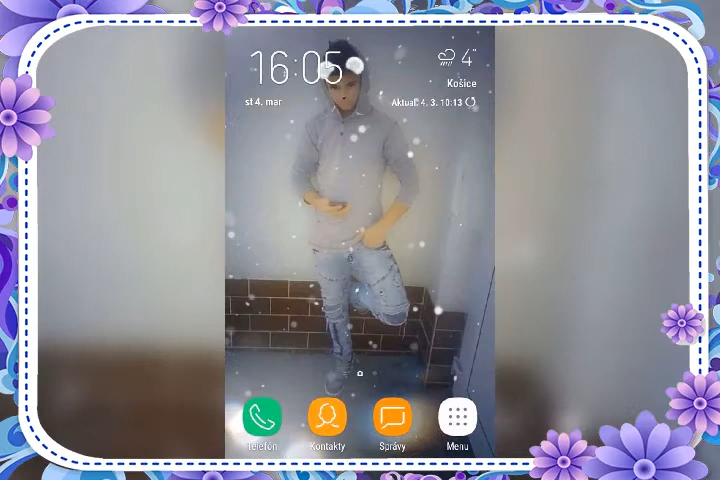 16:05
4°
Košice
st 4. mar
Aktual. 4. 3. 10:13
Telefón
Kontakty
Správy
Menu